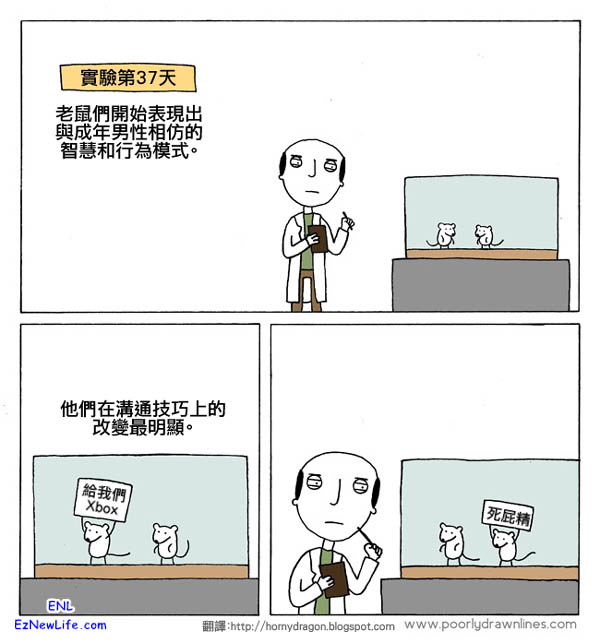 實驗第37天
老鼠們開始表現出
與成年男性相仿的
智慧和行為模式。
他們在溝通技巧上的
改變最明顯。
給我們
Xbox
死屁精
ENL
EzNewLife.com
翻譯:http://hornydragon.blogspot.com
www.poorlydrawnlines.com